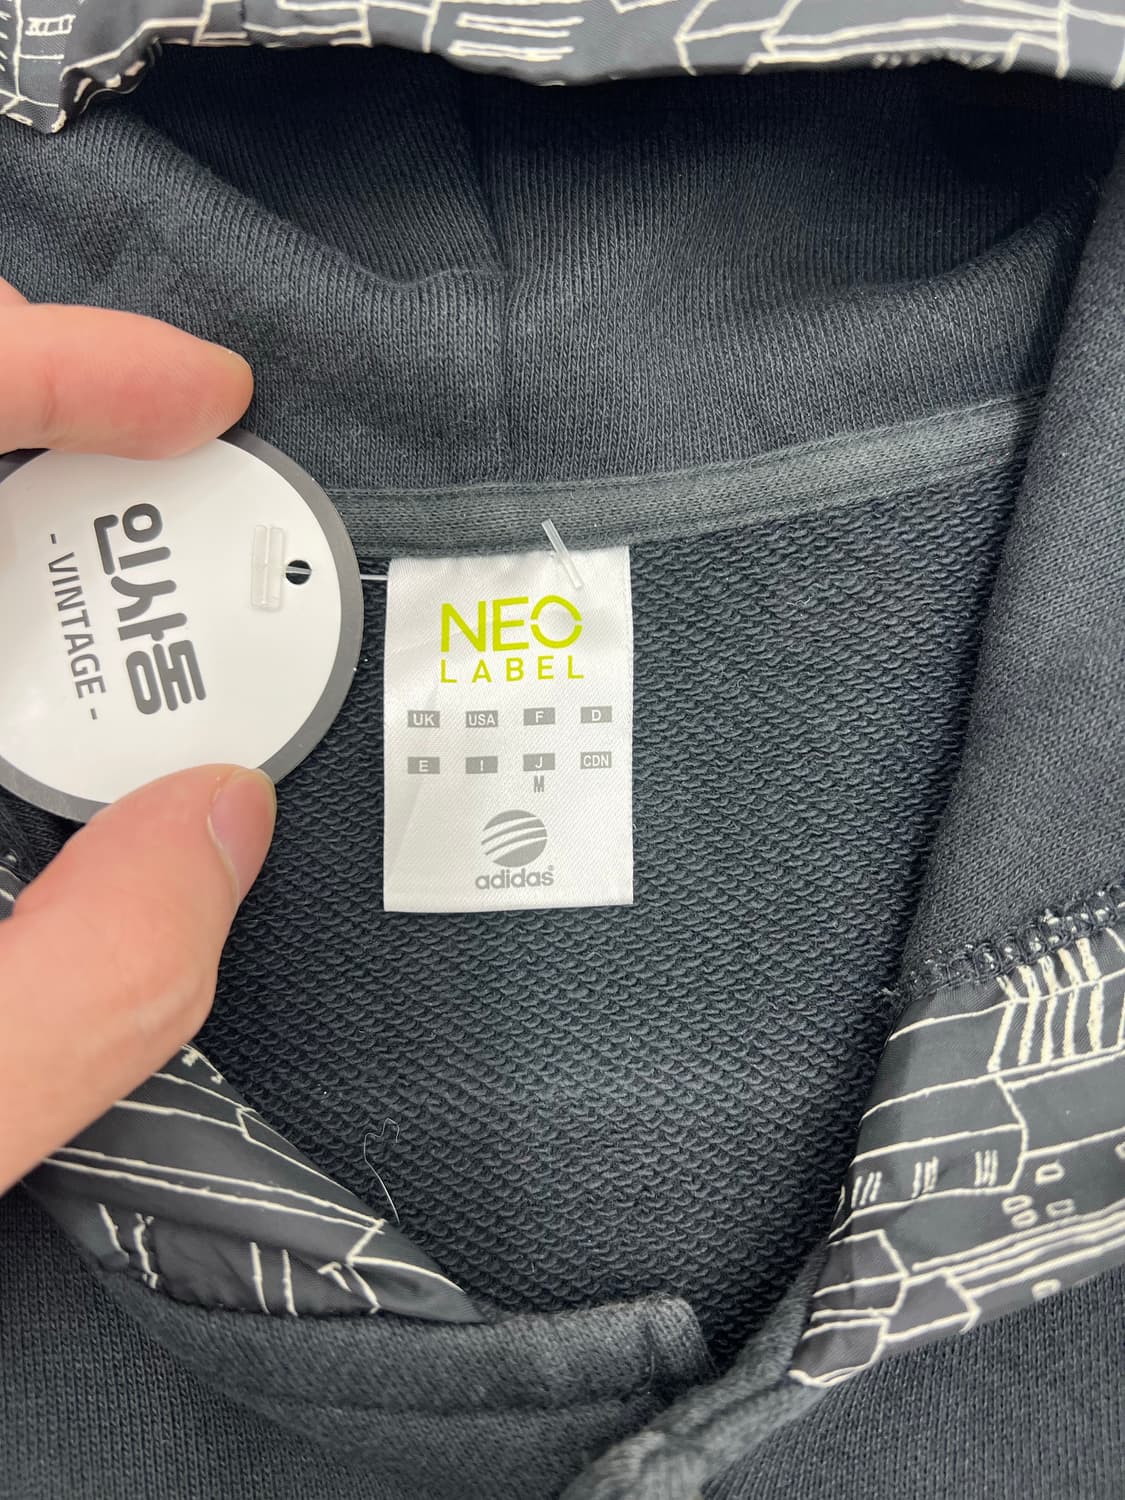 인사동
- VINTAGE -
NEO
LABEL
UK USA F D
E I J CDN
M
adidas®